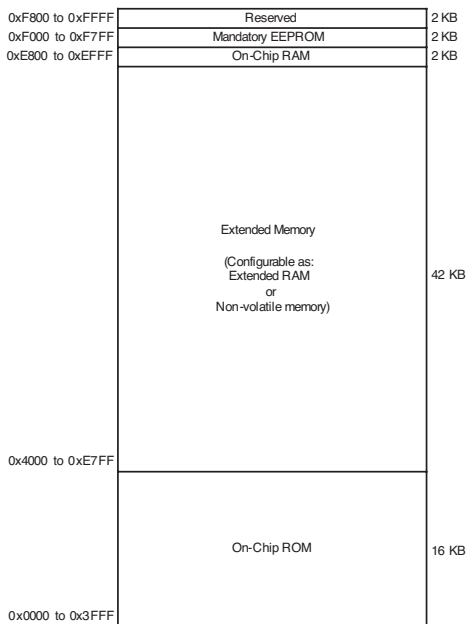 0xF800 to 0xFFFF Reserved 2 KB
0xF000 to 0xF7FF Mandatory EEPROM 2 KB
0xE800 to 0xEFFF On-Chip RAM 2 KB
Extended Memory
(Configurable as:
Extended RAM
or
Non-volatile memory)
42 KB
0x4000 to 0xE7FF
On-Chip ROM
16 KB
0x0000 to 0x3FFF